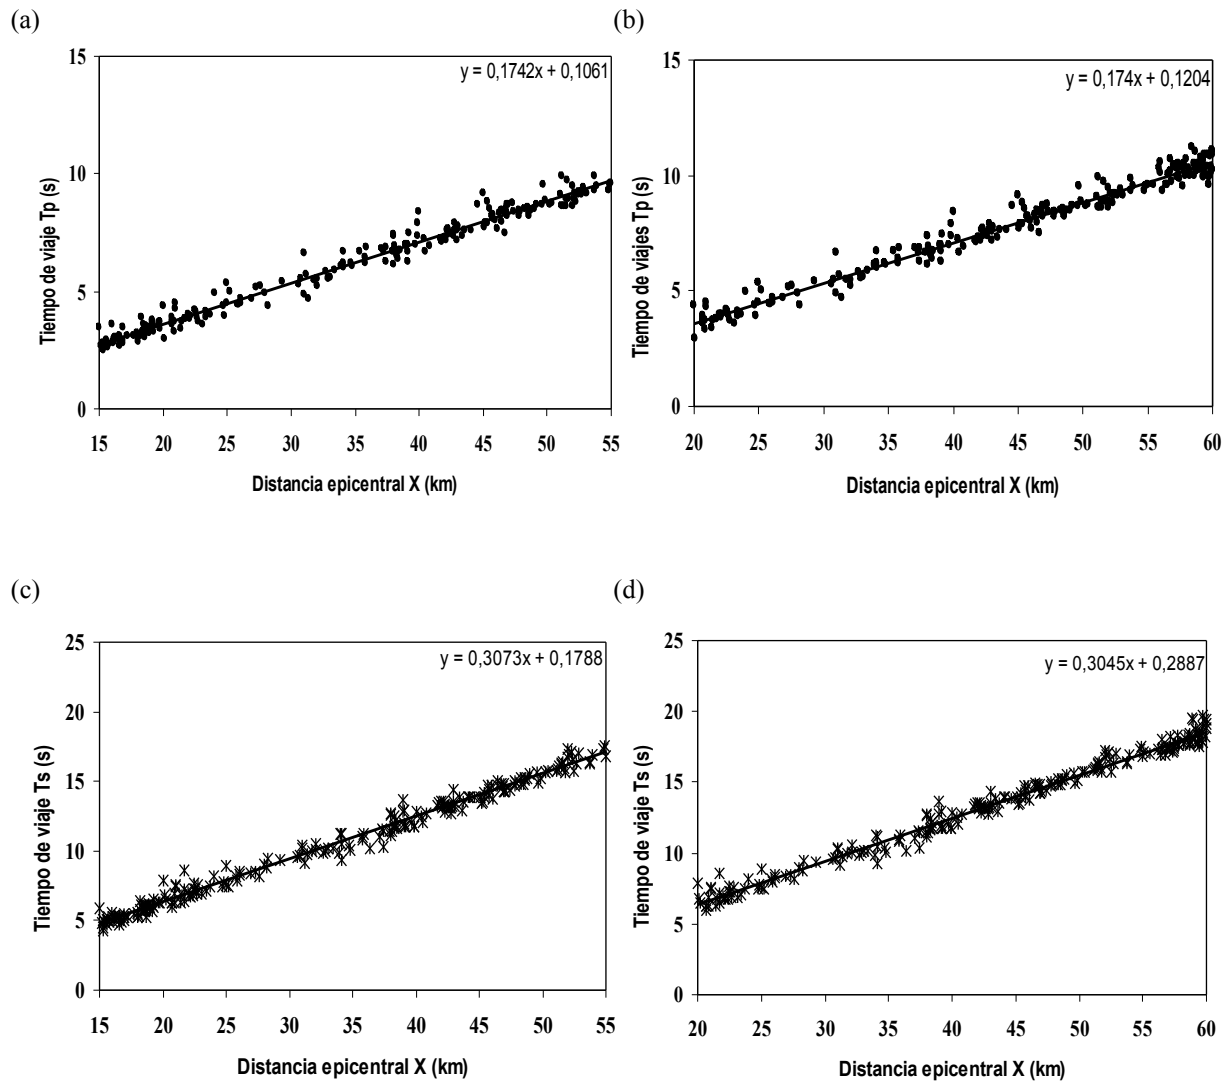 (a)
y = 0,1742x + 0,1061
15
10
5
0
Tiempo de viaje Tp (s)
15 20 25 30 35 40 45 50 55
Distancia epicentral X (km)
(b)
y = 0,174x + 0,1204
15
10
5
0
Tiempo de viajes Tp (s)
20 25 30 35 40 45 50 55 60
Distancia epicentral X (km)
(c)
y = 0,3073x + 0,1788
25
20
15
10
5
0
Tiempo de viaje Ts (s)
15 20 25 30 35 40 45 50 55
Distancia epicentral X (km)
(d)
y = 0,3045x + 0,2887
25
20
15
10
5
0
Tiempo de viaje Ts (s)
20 25 30 35 40 45 50 55 60
Distancia epicentral X (km)